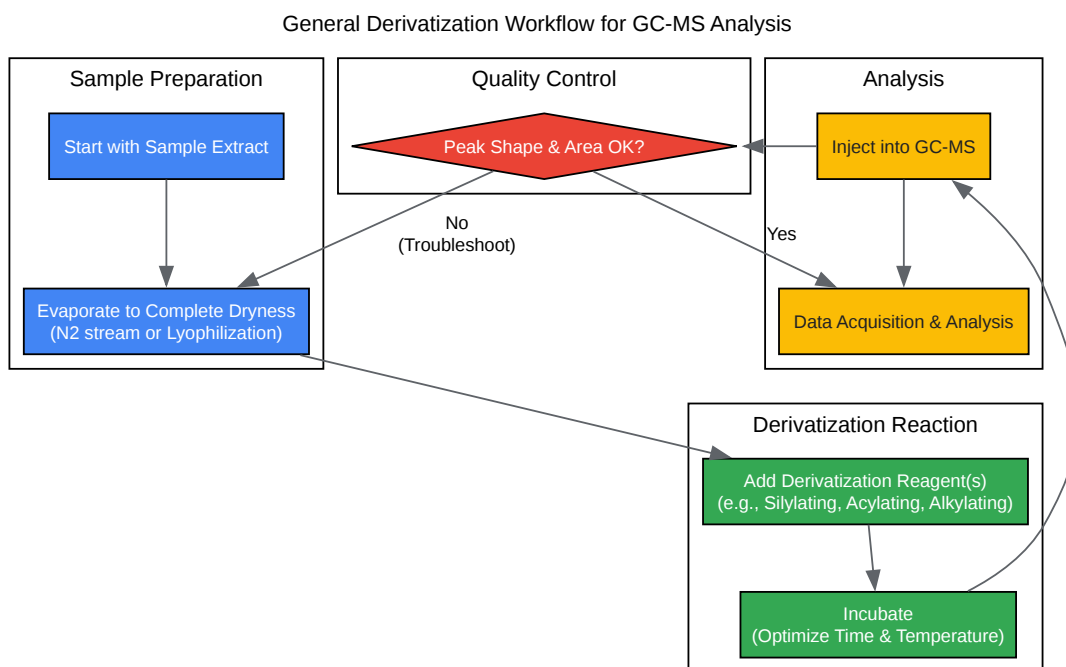 General Derivatization Workflow for GC-MS Analysis
Sample Preparation
Start with Sample Extract
Evaporate to Complete Dryness
(N2 stream or Lyophilization)
Quality Control
Peak Shape & Area OK?
No
(Troubleshoot)
Yes
Analysis
Inject into GC-MS
Data Acquisition & Analysis
Derivatization Reaction
Add Derivatization Reagent(s)
(e.g., Silylating, Acylating, Alkylating)
Incubate
(Optimize Time & Temperature)